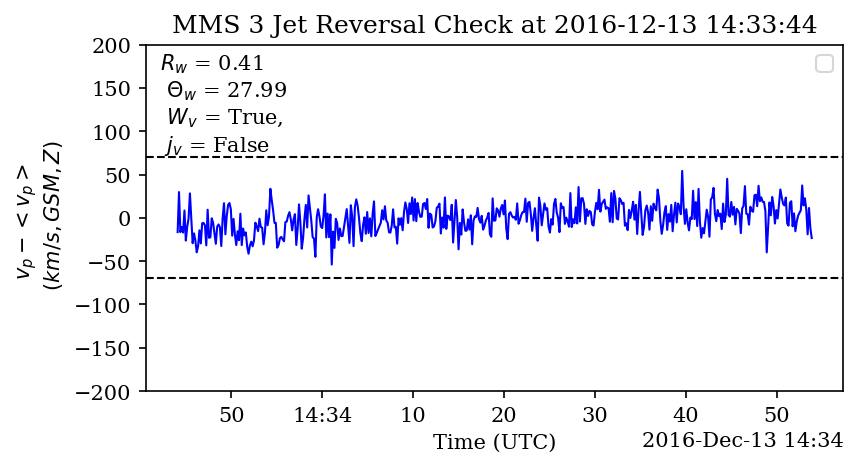 MMS 3 Jet Reversal Check at 2016-12-13 14:33:44
R_w = 0.41
Θ_w = 27.99
W_v = True,
j_v = False
v_p − < v_p >
(km/s, GSM, Z)
200
150
100
50
0
−50
−100
−150
−200
50 14:34 10 20 30 40 50
Time (UTC)
2016-Dec-13 14:34